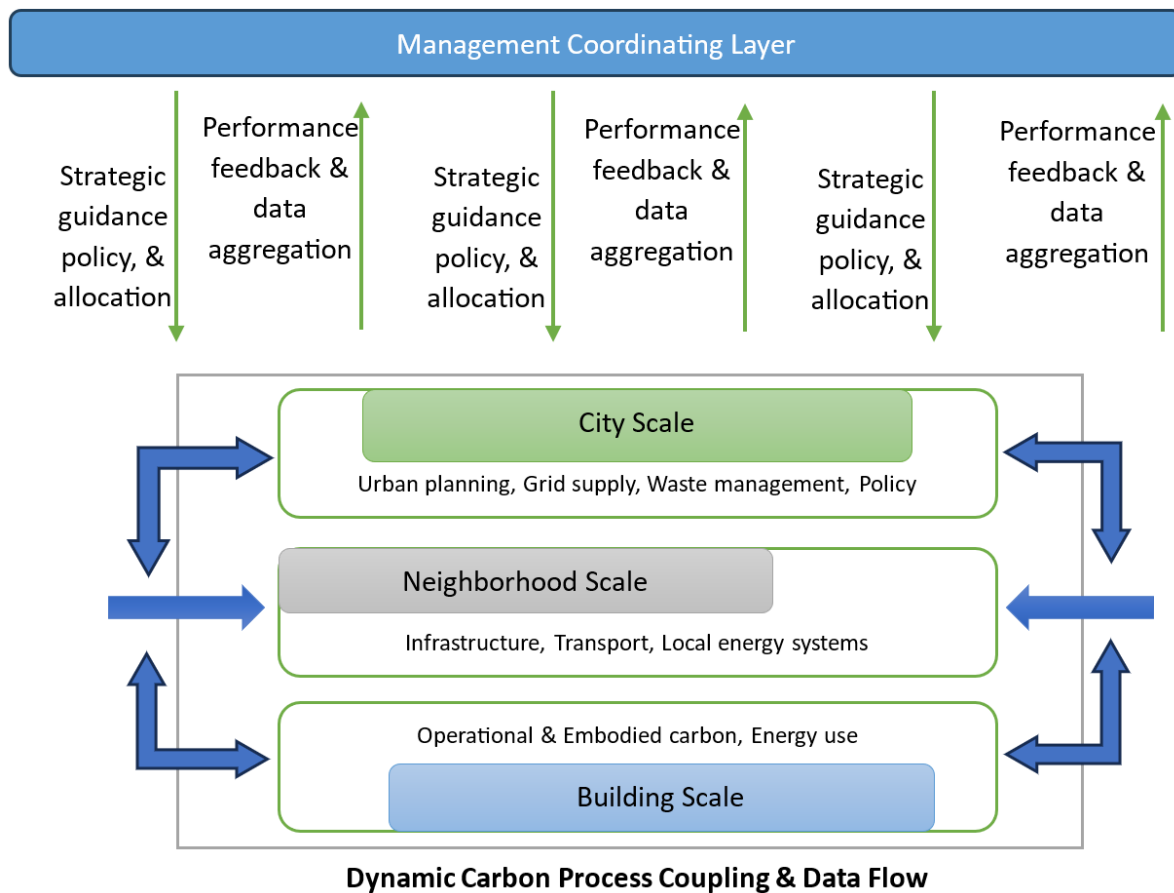 Management Coordinating Layer
Strategic
guidance
policy, &
allocation
Performance
feedback &
data
aggregation
Strategic
guidance
policy, &
allocation
Performance
feedback &
data
aggregation
Strategic
guidance
policy, &
allocation
Performance
feedback &
data
aggregation
City Scale
Urban planning, Grid supply, Waste management, Policy
Neighborhood Scale
Infrastructure, Transport, Local energy systems
Operational & Embodied carbon, Energy use
Building Scale
Dynamic Carbon Process Coupling & Data Flow